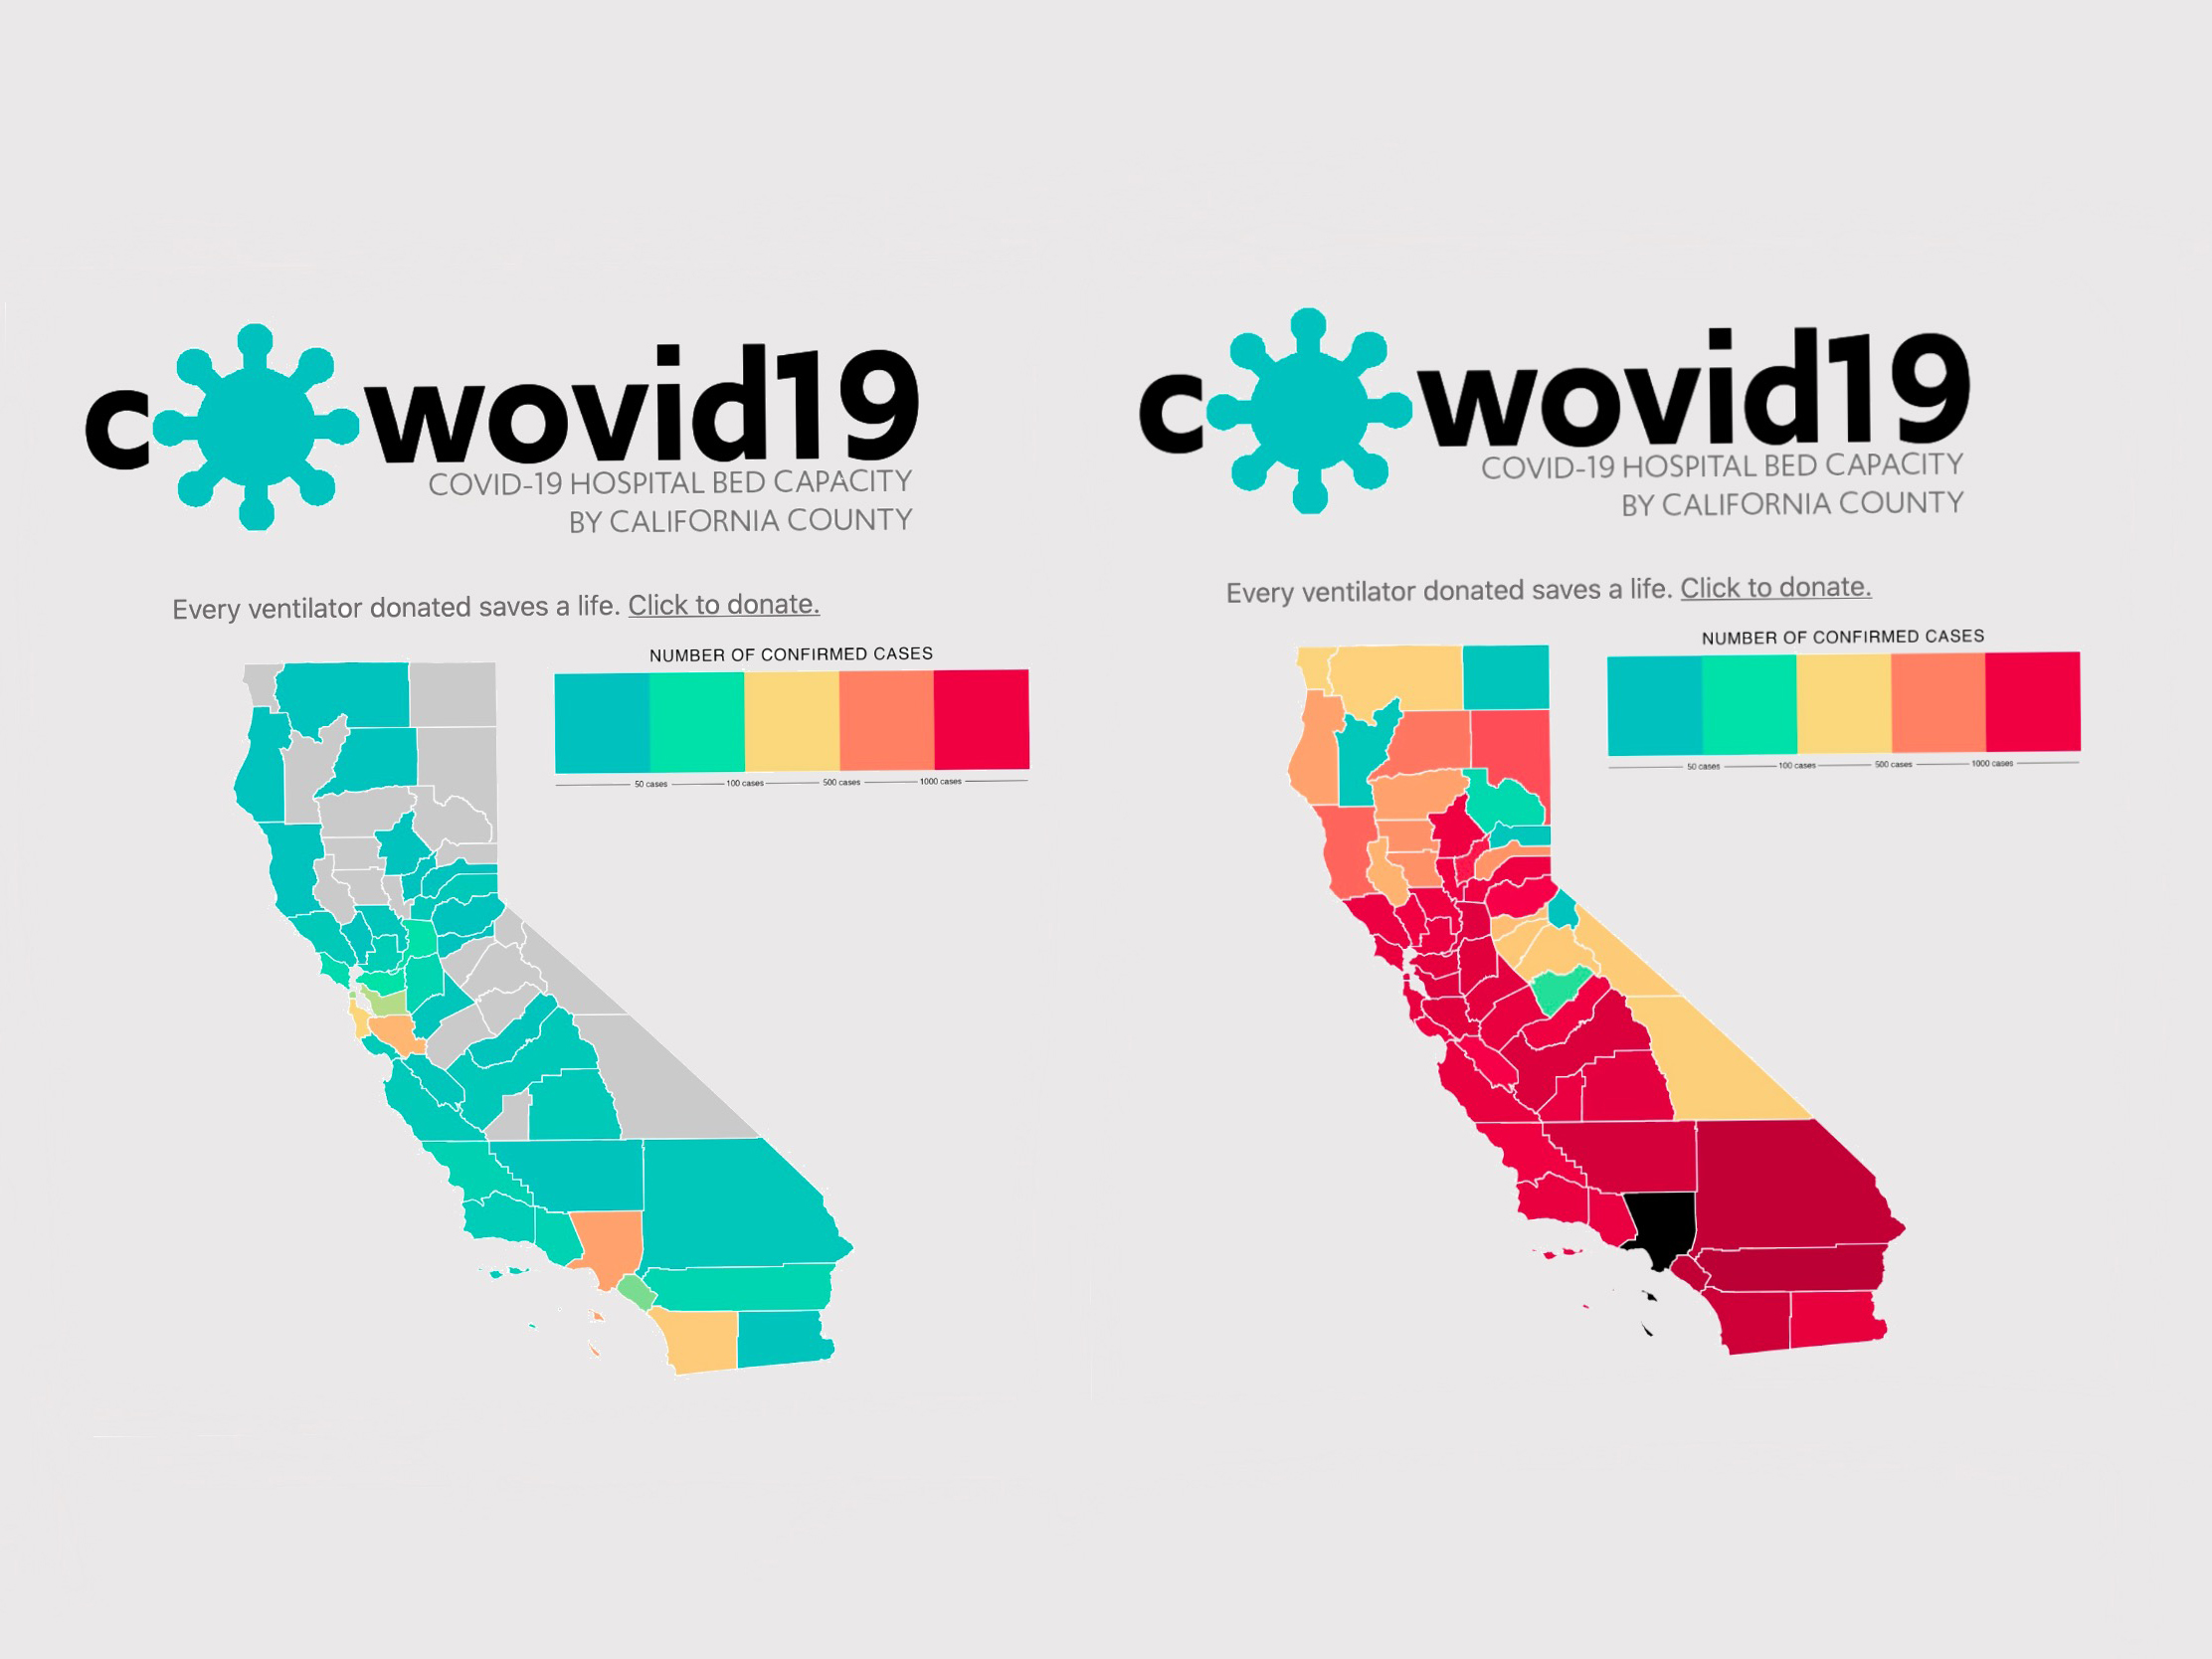 cwovid19
COVID-19 HOSPITAL BED CAPACITY
BY CALIFORNIA COUNTY
Every ventilator donated saves a life. Click to donate.
NUMBER OF CONFIRMED CASES
50 cases 100 cases 500 cases 1000 cases
cwovid19
COVID-19 HOSPITAL BED CAPACITY
BY CALIFORNIA COUNTY
Every ventilator donated saves a life. Click to donate.
NUMBER OF CONFIRMED CASES
50 cases 100 cases 500 cases 1000 cases